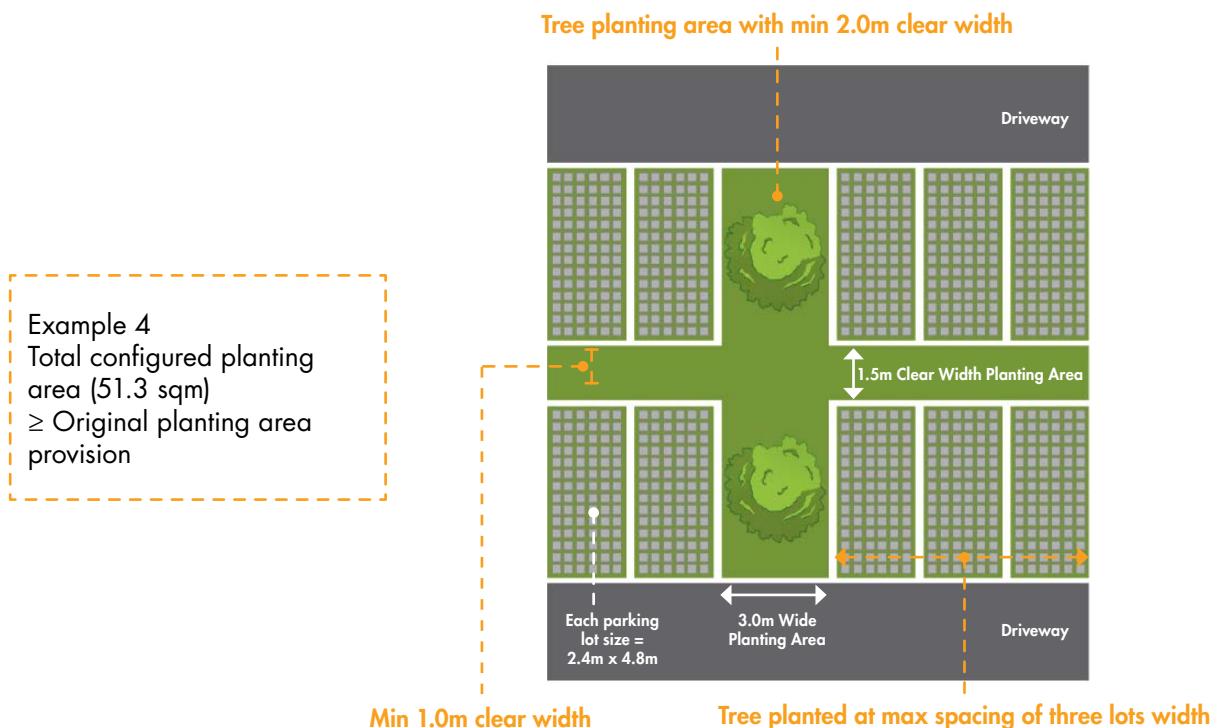 Tree planting area with min 2.0m clear width
Driveway
Example 4
Total configured planting
area (51.3 sqm)
≥ Original planting area
provision
1.5m Clear Width Planting Area
Each parking
lot size =
2.4m x 4.8m
3.0m Wide
Planting Area
Driveway
Min 1.0m clear width
Tree planted at max spacing of three lots width